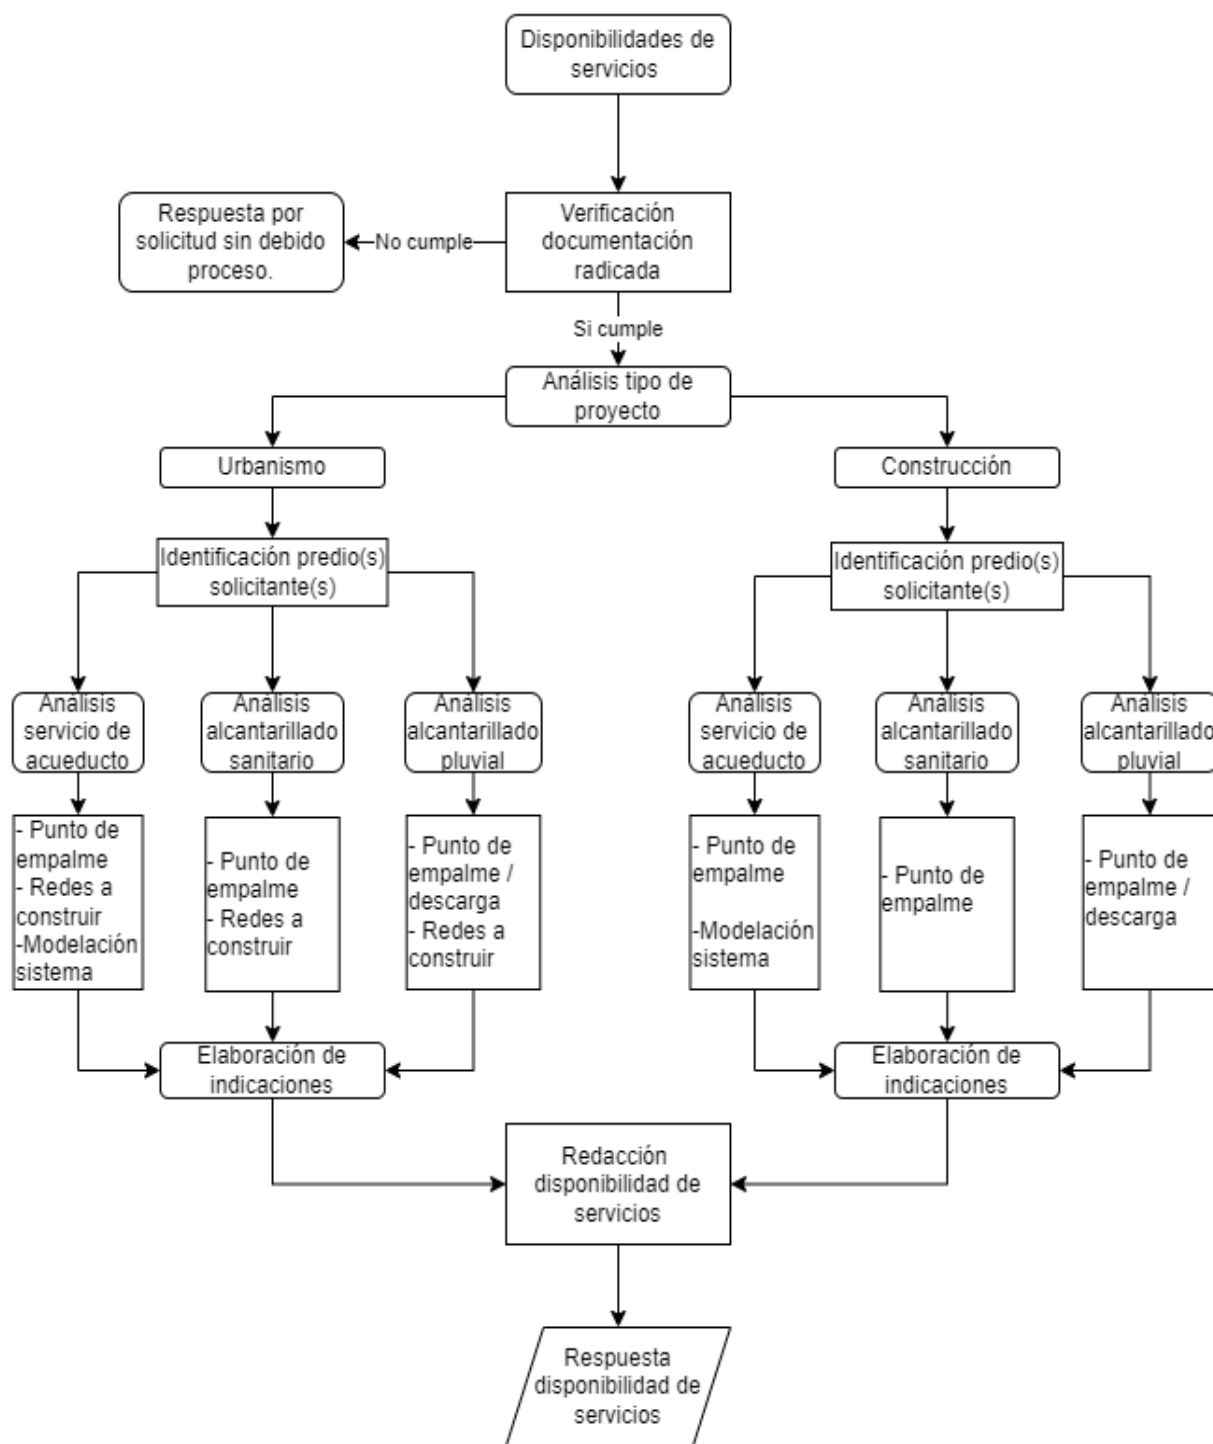 Disponibilidades de
servicios
Respuesta por
solicitud sin debido
proceso.
No cumple
Verificación
documentación
radicada
Si cumple
Análisis tipo de
proyecto
Urbanismo
Construcción
Identificación predio(s)
solicitante(s)
Identificación predio(s)
solicitante(s)
Análisis
servicio de
acueducto
Análisis
alcantarillado
sanitario
Análisis
alcantarillado
pluvial
Análisis
servicio de
acueducto
Análisis
alcantarillado
sanitario
Análisis
alcantarillado
pluvial
- Punto de
empalme
- Redes a
construir
-Modelación
sistema
- Punto de
empalme
- Redes a
construir
- Punto de
empalme /
descarga
- Redes a
construir
- Punto de
empalme
-Modelación
sistema
- Punto de
empalme
- Punto de
empalme /
descarga
Elaboración de
indicaciones
Elaboración de
indicaciones
Redacción
disponibilidad de
servicios
Respuesta
disponibilidad de
servicios